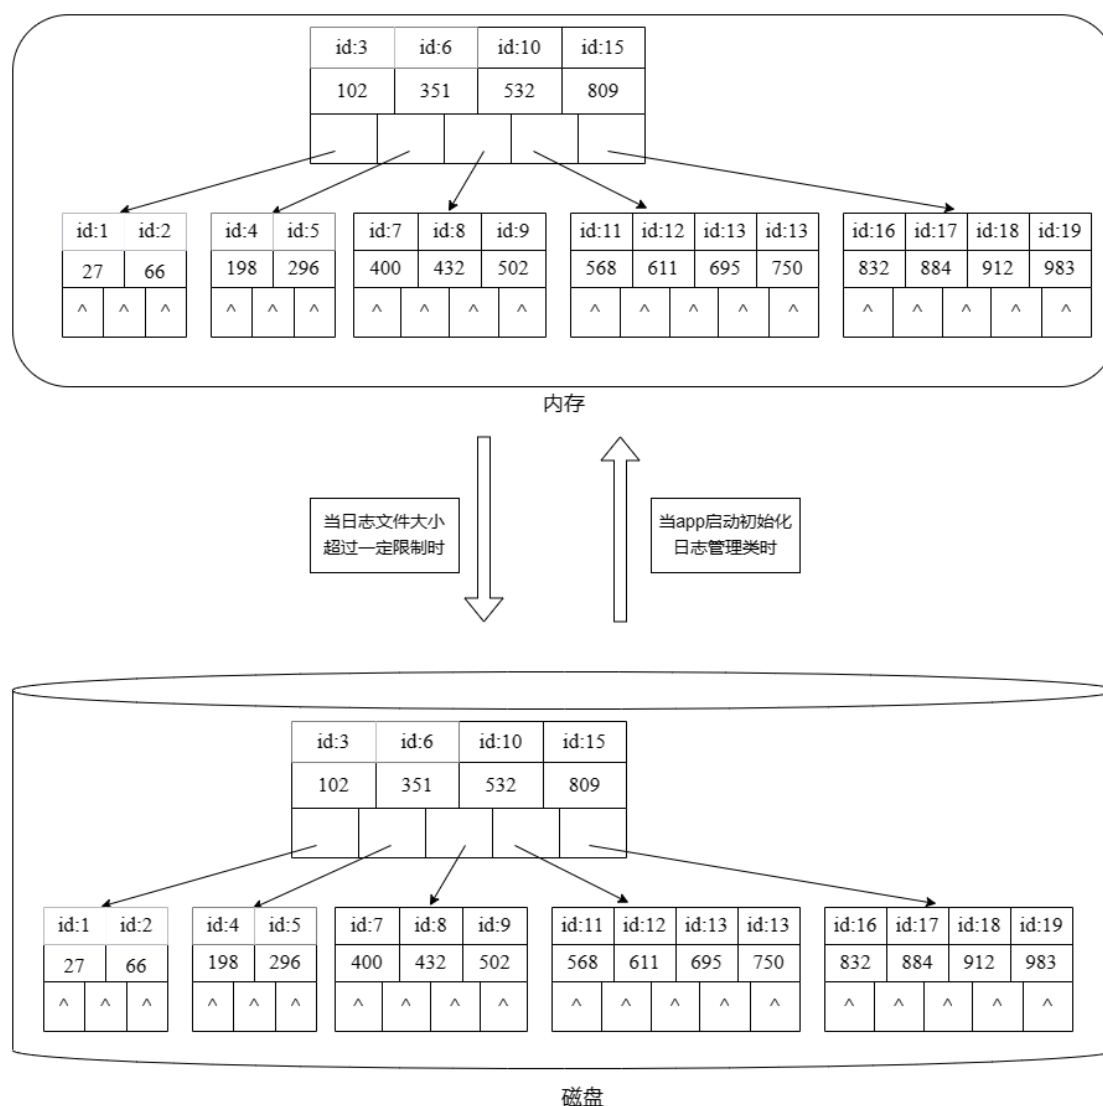 id:3 id:6 id:10 id:15
102 351 532 809
id:1 id:2 id:4 id:5 id:7 id:8 id:9 id:11 id:12 id:13 id:13 id:16 id:17 id:18 id:19
27 66 198 296 400 432 502 568 611 695 750 832 884 912 983
^ ^ ^ ^ ^ ^ ^ ^ ^ ^ ^ ^ ^ ^ ^ ^ ^ ^ ^ ^
内存
当日志文件大小
超过一定限制时
当app启动初始化
日志管理类时
id:3 id:6 id:10 id:15
102 351 532 809
id:1 id:2 id:4 id:5 id:7 id:8 id:9 id:11 id:12 id:13 id:13 id:16 id:17 id:18 id:19
27 66 198 296 400 432 502 568 611 695 750 832 884 912 983
^ ^ ^ ^ ^ ^ ^ ^ ^ ^ ^ ^ ^ ^ ^ ^ ^ ^ ^ ^
磁盘